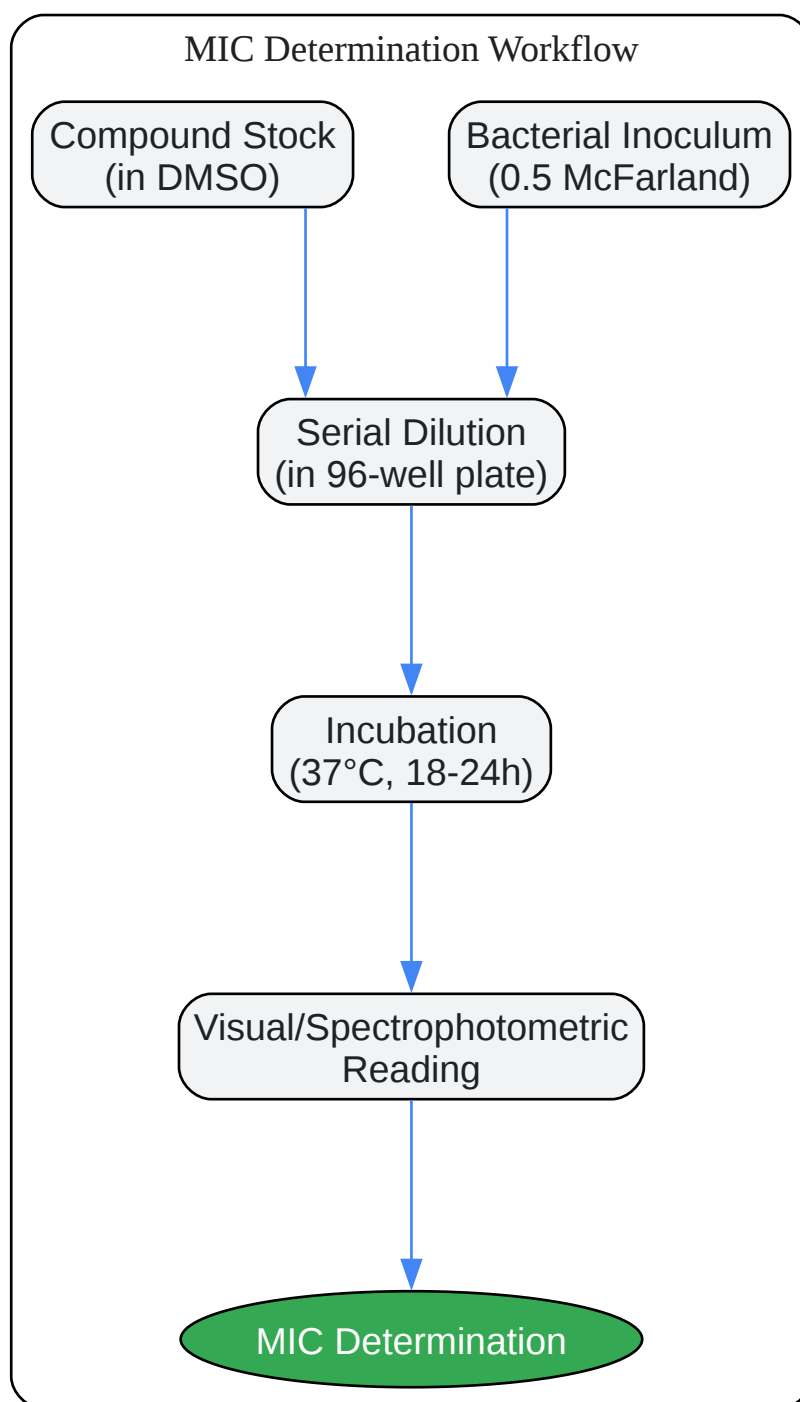 MIC Determination Workflow
Compound Stock
(in DMSO)
Bacterial Inoculum
(0.5 McFarland)
Serial Dilution
(in 96-well plate)
Incubation
(37°C, 18-24h)
Visual/Spectrophotometric
Reading
MIC Determination